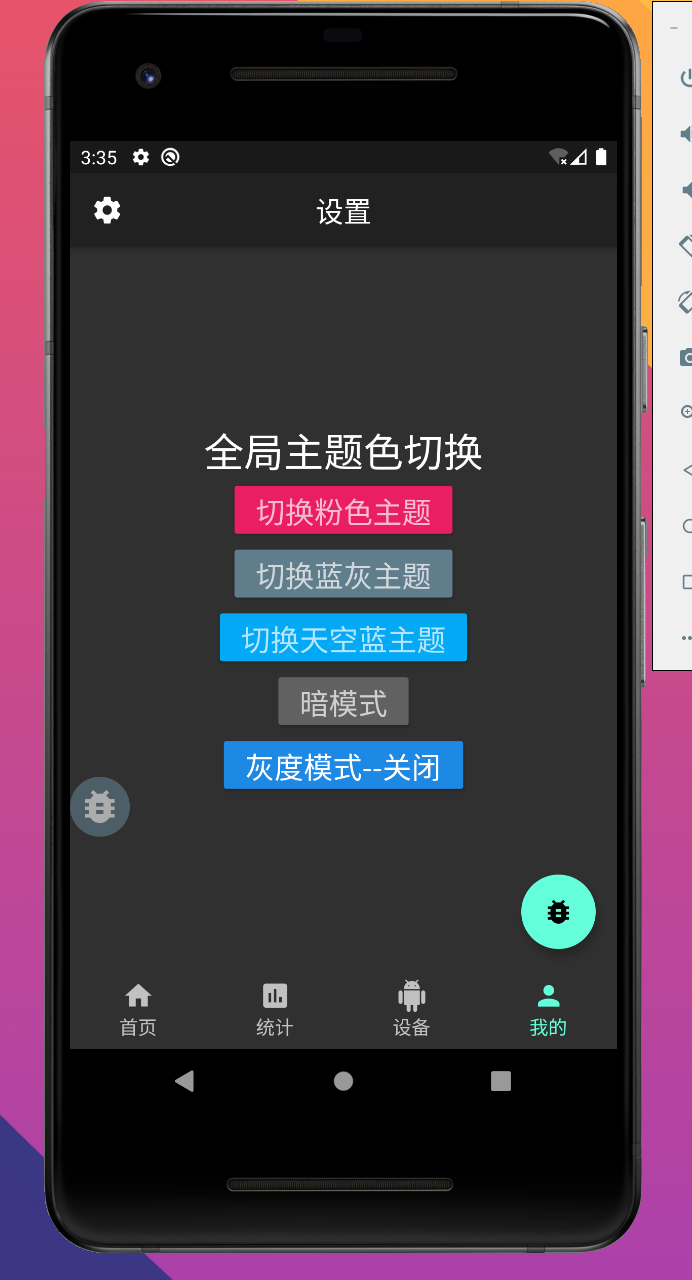 3:35
设置
全局主题色切换
切换粉色主题
切换蓝灰主题
切换天空蓝主题
暗模式
灰度模式--关闭
首页
统计
设备
我的